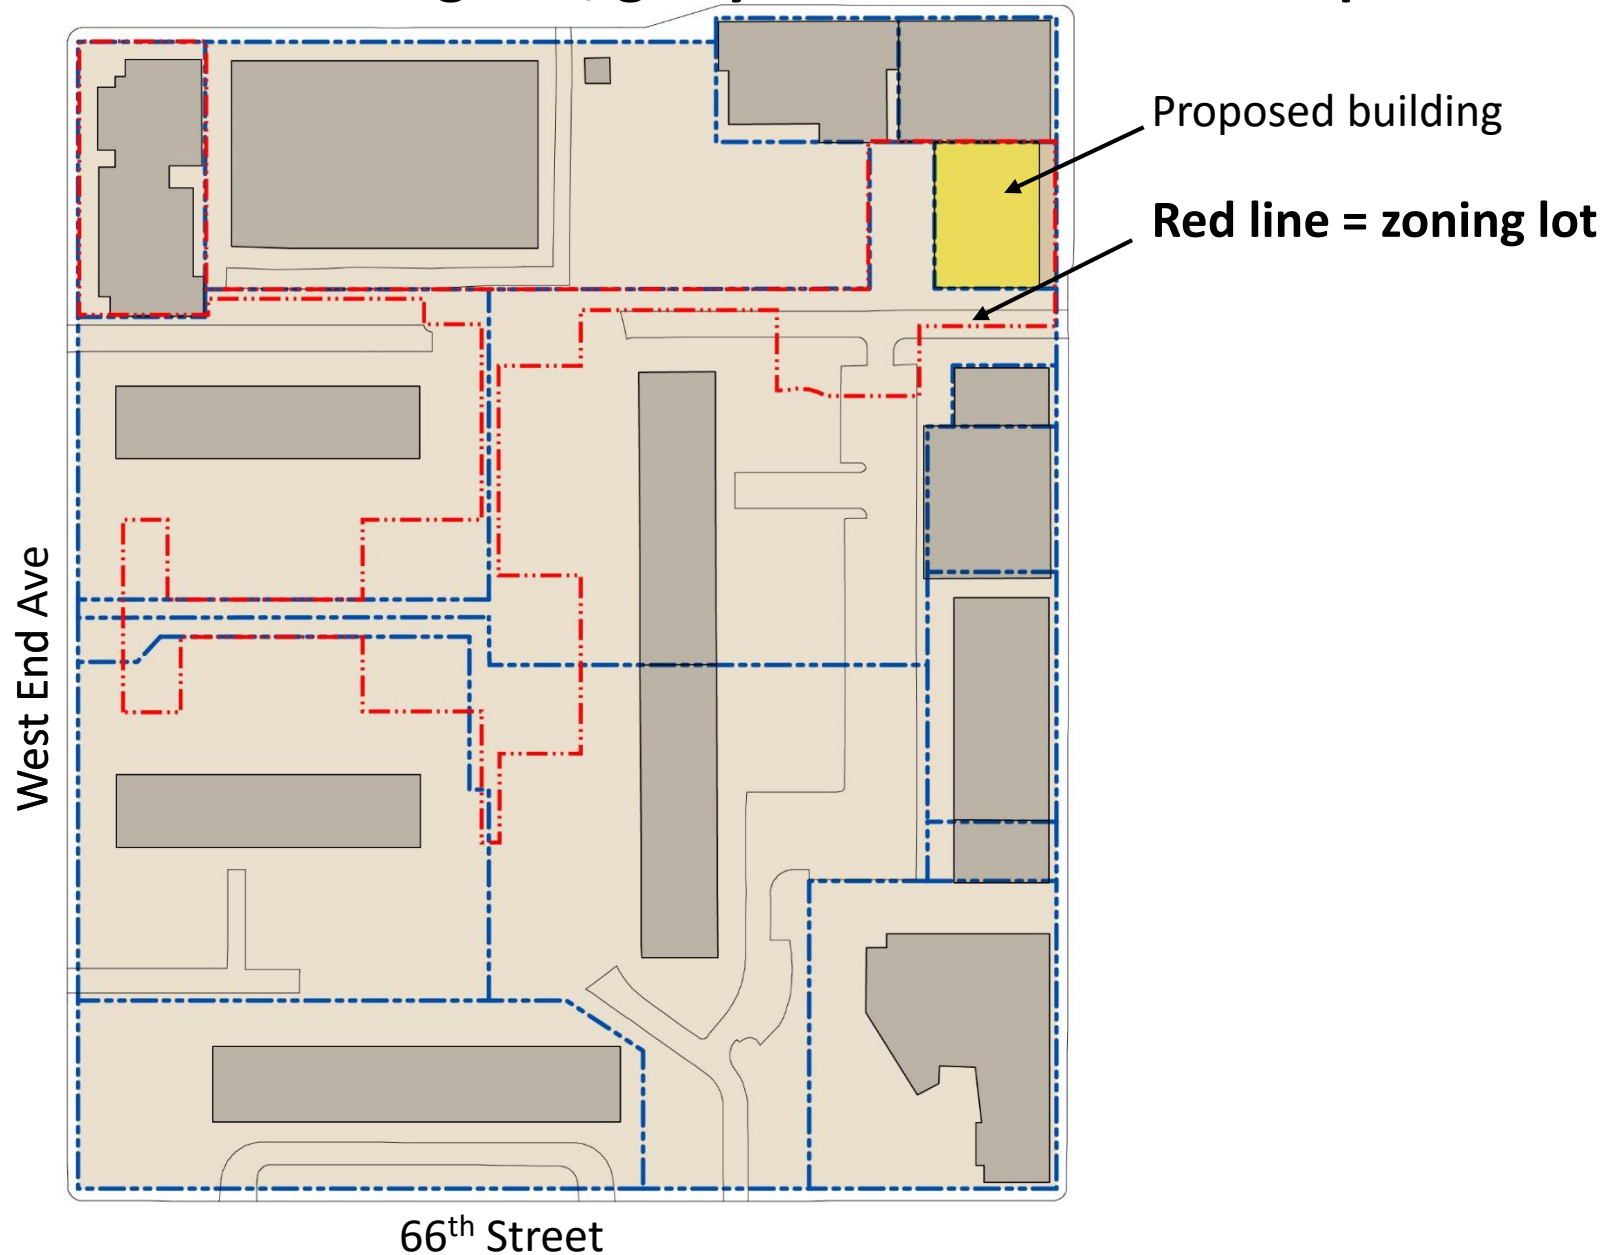 Proposed building
Red line = zoning lot
West End Ave
66th Street